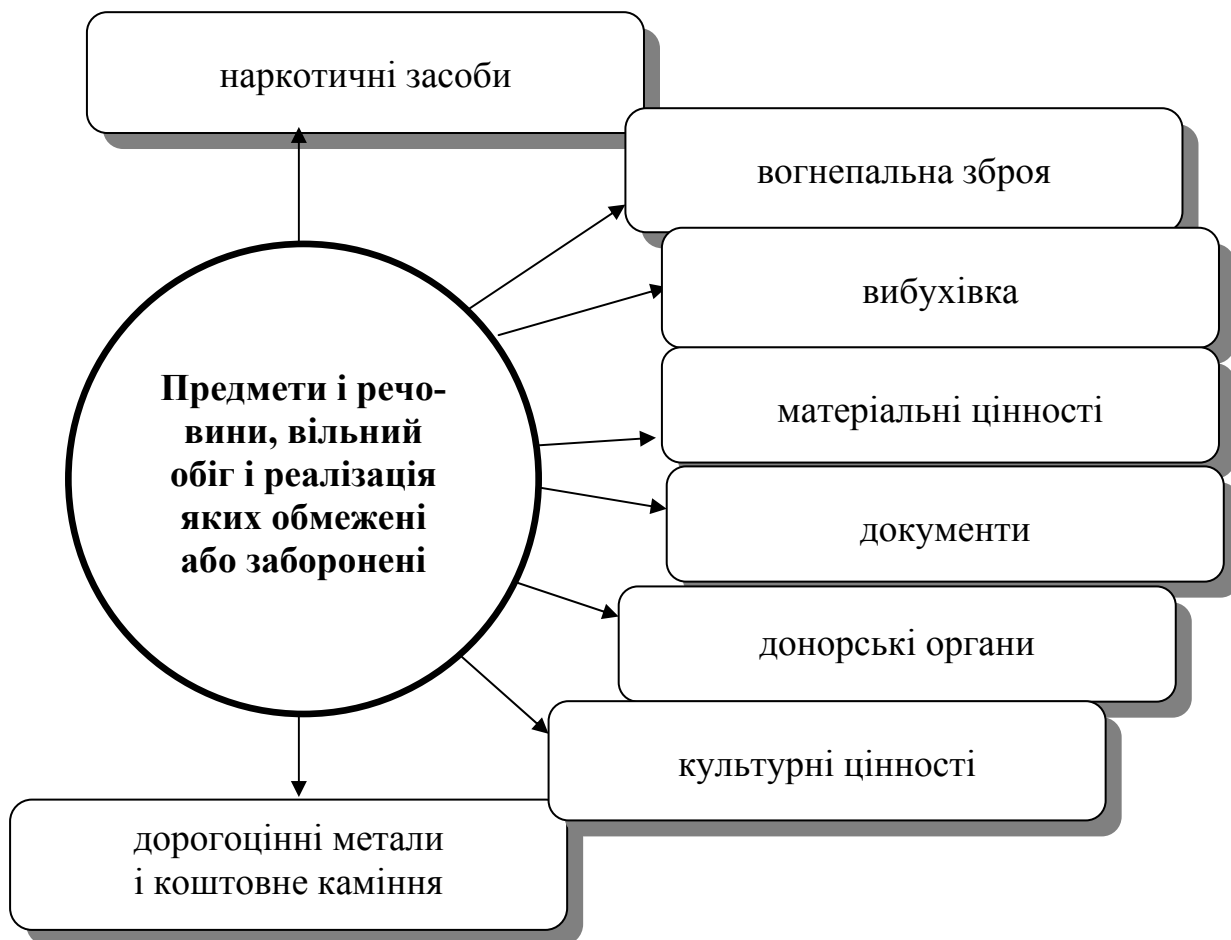 наркотичні засоби
вогнепальна зброя
вибухівка
матеріальні цінності
Предмети і речо-
вини, вільний
обіг і реалізація
яких обмежені
або заборонені
документи
донорські органи
культурні цінності
дорогоцінні метали
і коштовне каміння